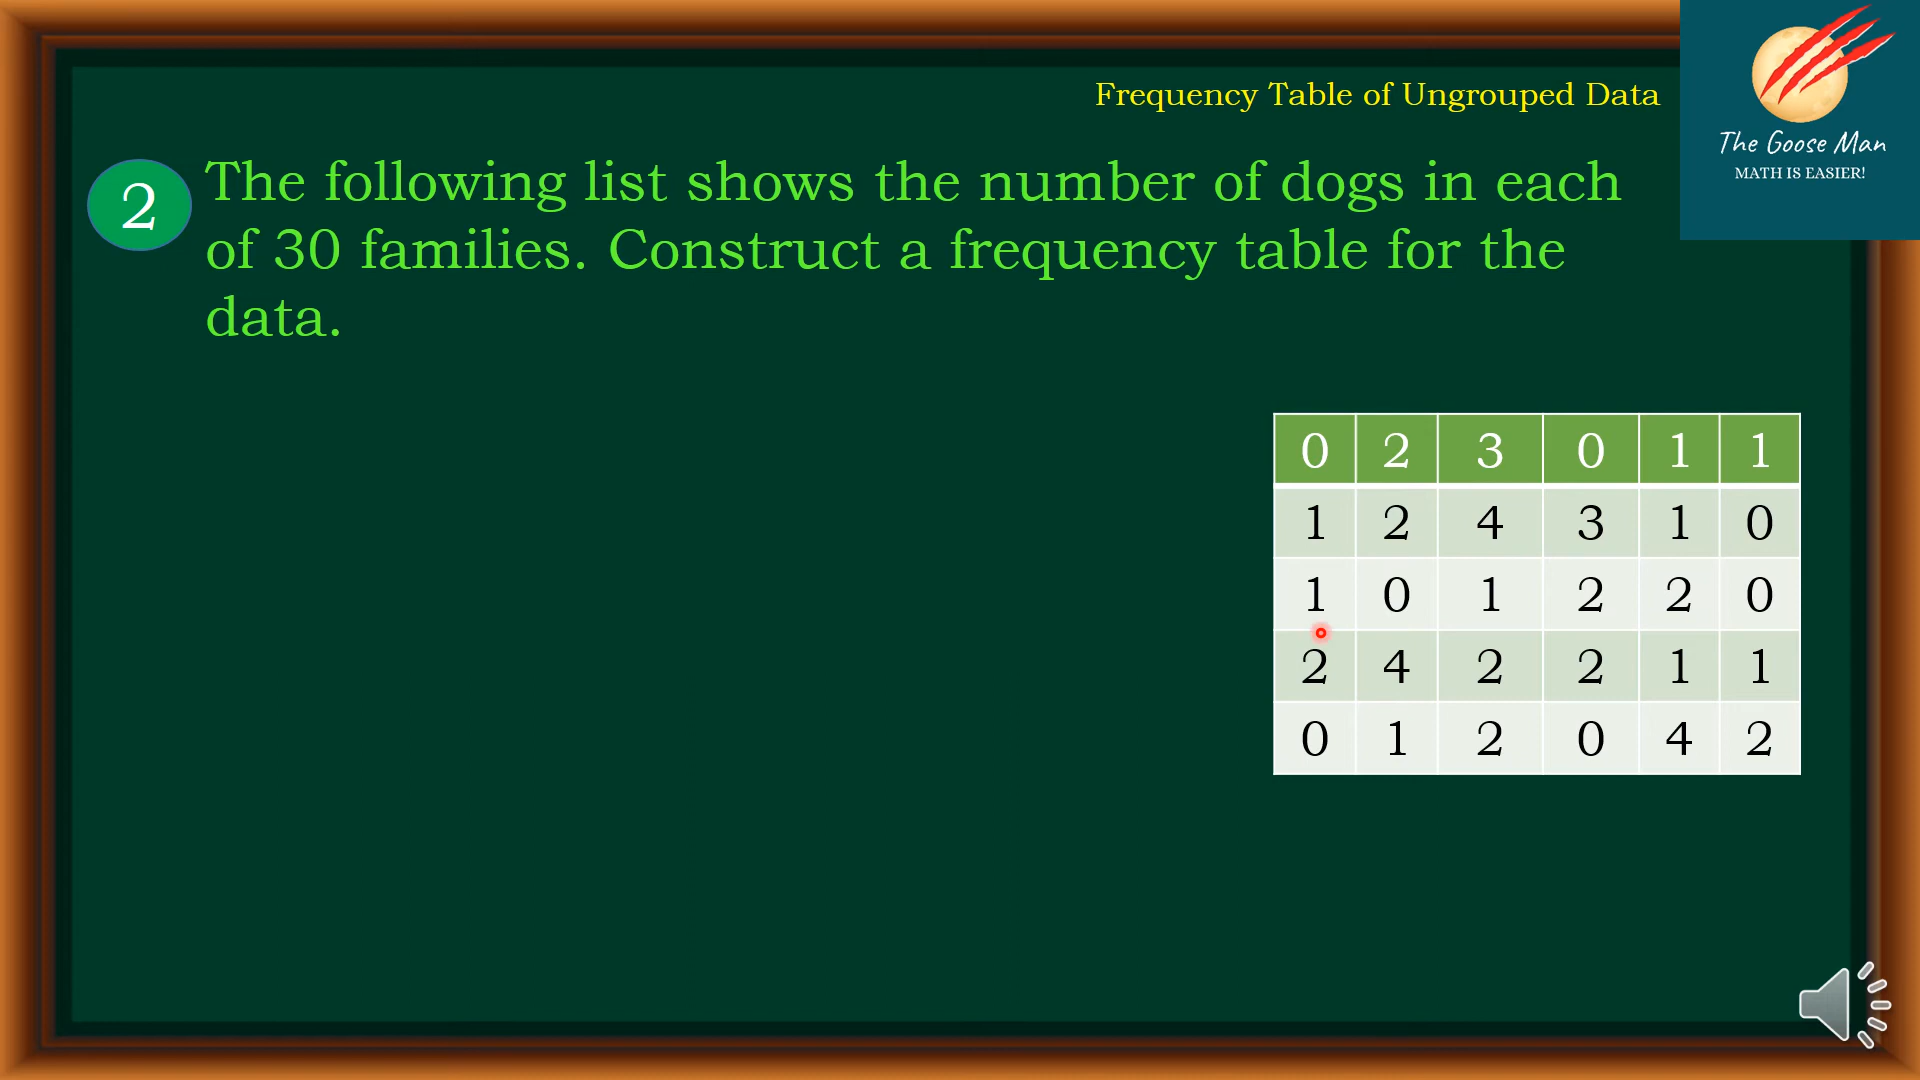 Frequency Table of Ungrouped Data
The Goose Man
MATH IS EASIER!
2
The following list shows the number of dogs in each
of 30 families. Construct a frequency table for the
data.
0 2 3 0 1 1
1 2 4 3 1 0
1 0 1 2 2 0
2 4 2 2 1 1
0 1 2 0 4 2